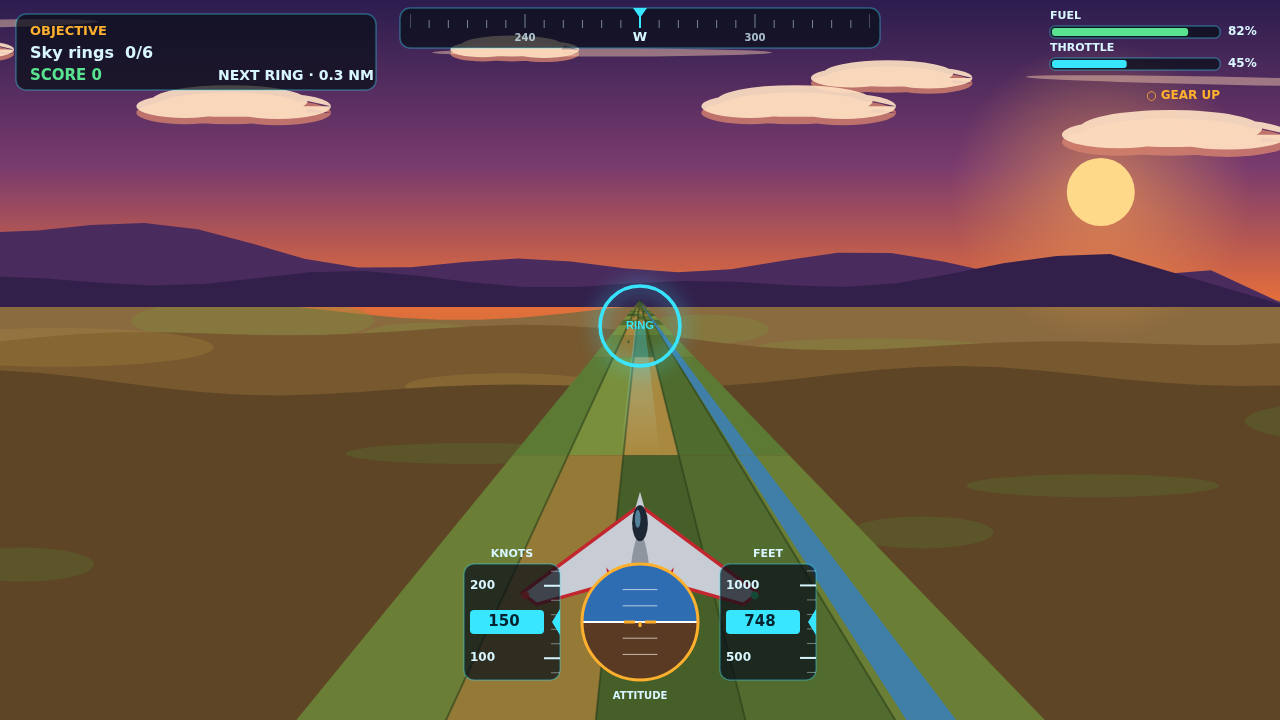 OBJECTIVE
Sky rings 0/6
SCORE 0 NEXT RING · 0.3 NM
240 W 300
FUEL
82%
THROTTLE
45%
○ GEAR UP
RING
KNOTS
200
150
100
FEET
1000
748
500
ATTITUDE